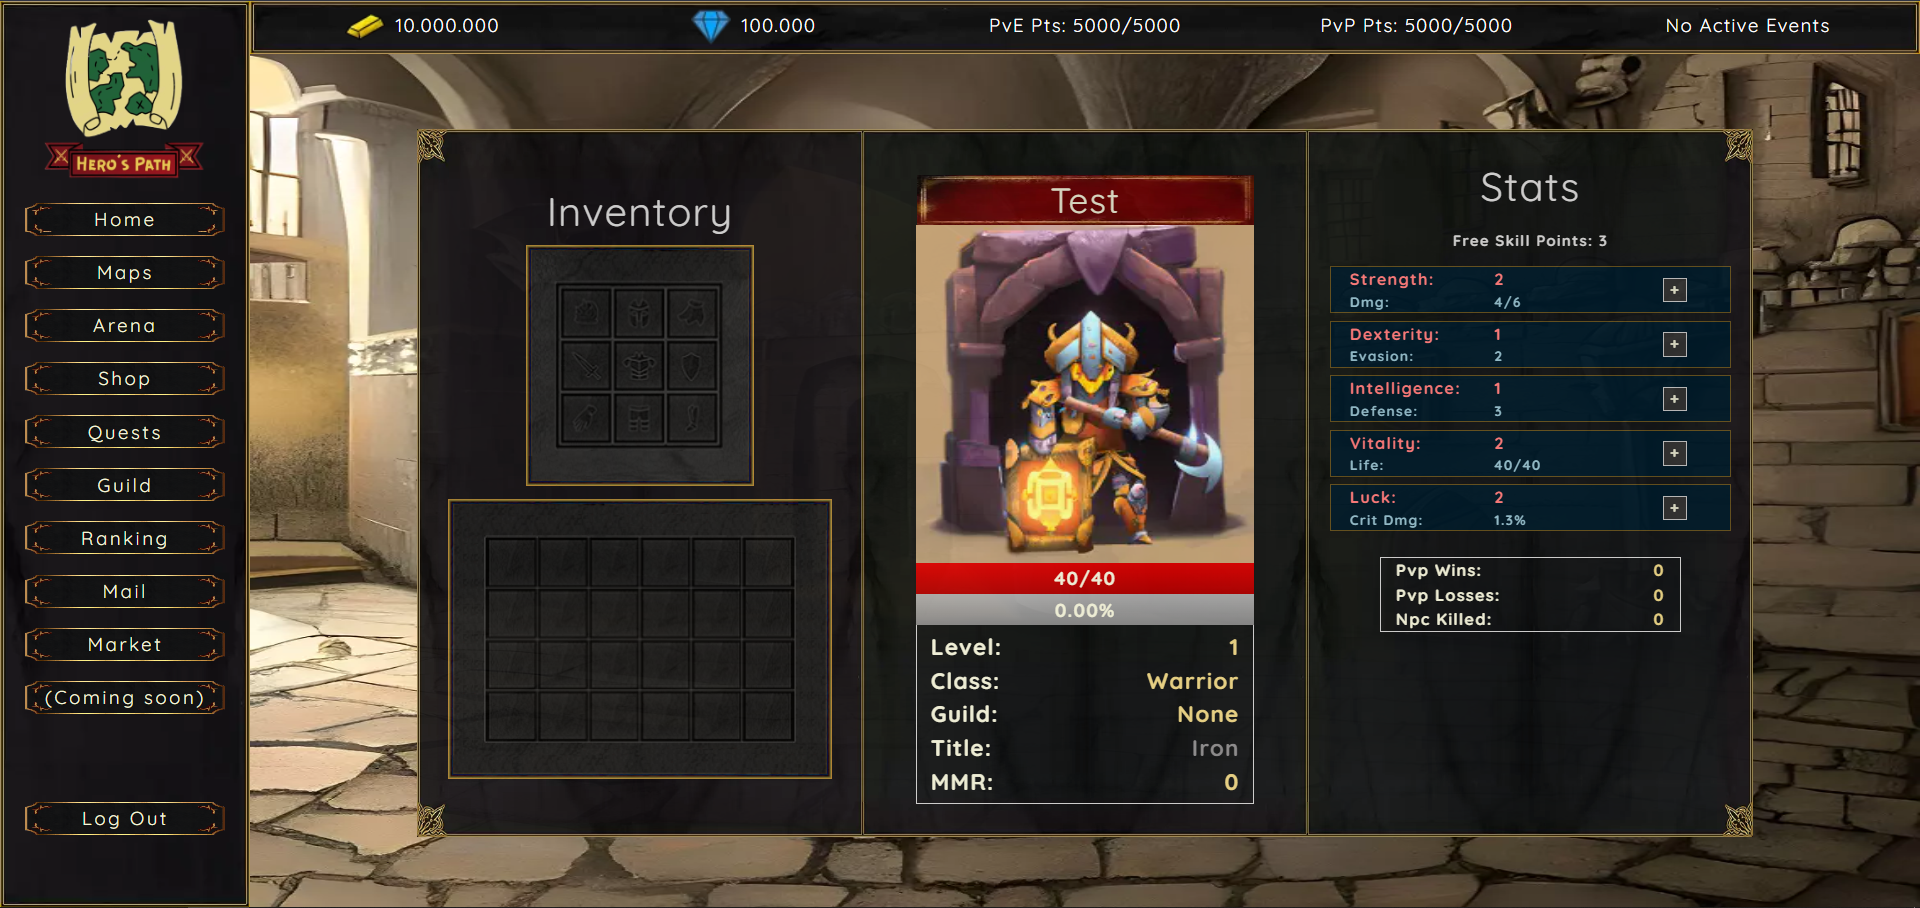 10.000.000
100.000
PvE Pts: 5000/5000
PvP Pts: 5000/5000
No Active Events
HERO'S PATH
Home
Maps
Arena
Shop
Quests
Guild
Ranking
Mail
Market
(Coming soon)
Log Out
Inventory
Test
40/40
0.00%
Level: 1
Class: Warrior
Guild: None
Title: Iron
MMR: 0
Stats
Free Skill Points: 3
Strength: 2
Dmg: 4/6
+
Dexterity: 1
Evasion: 2
+
Intelligence: 1
Defense: 3
+
Vitality: 2
Life: 40/40
+
Luck: 2
Crit Dmg: 1.3%
+
Pvp Wins: 0
Pvp Losses: 0
Npc Killed: 0